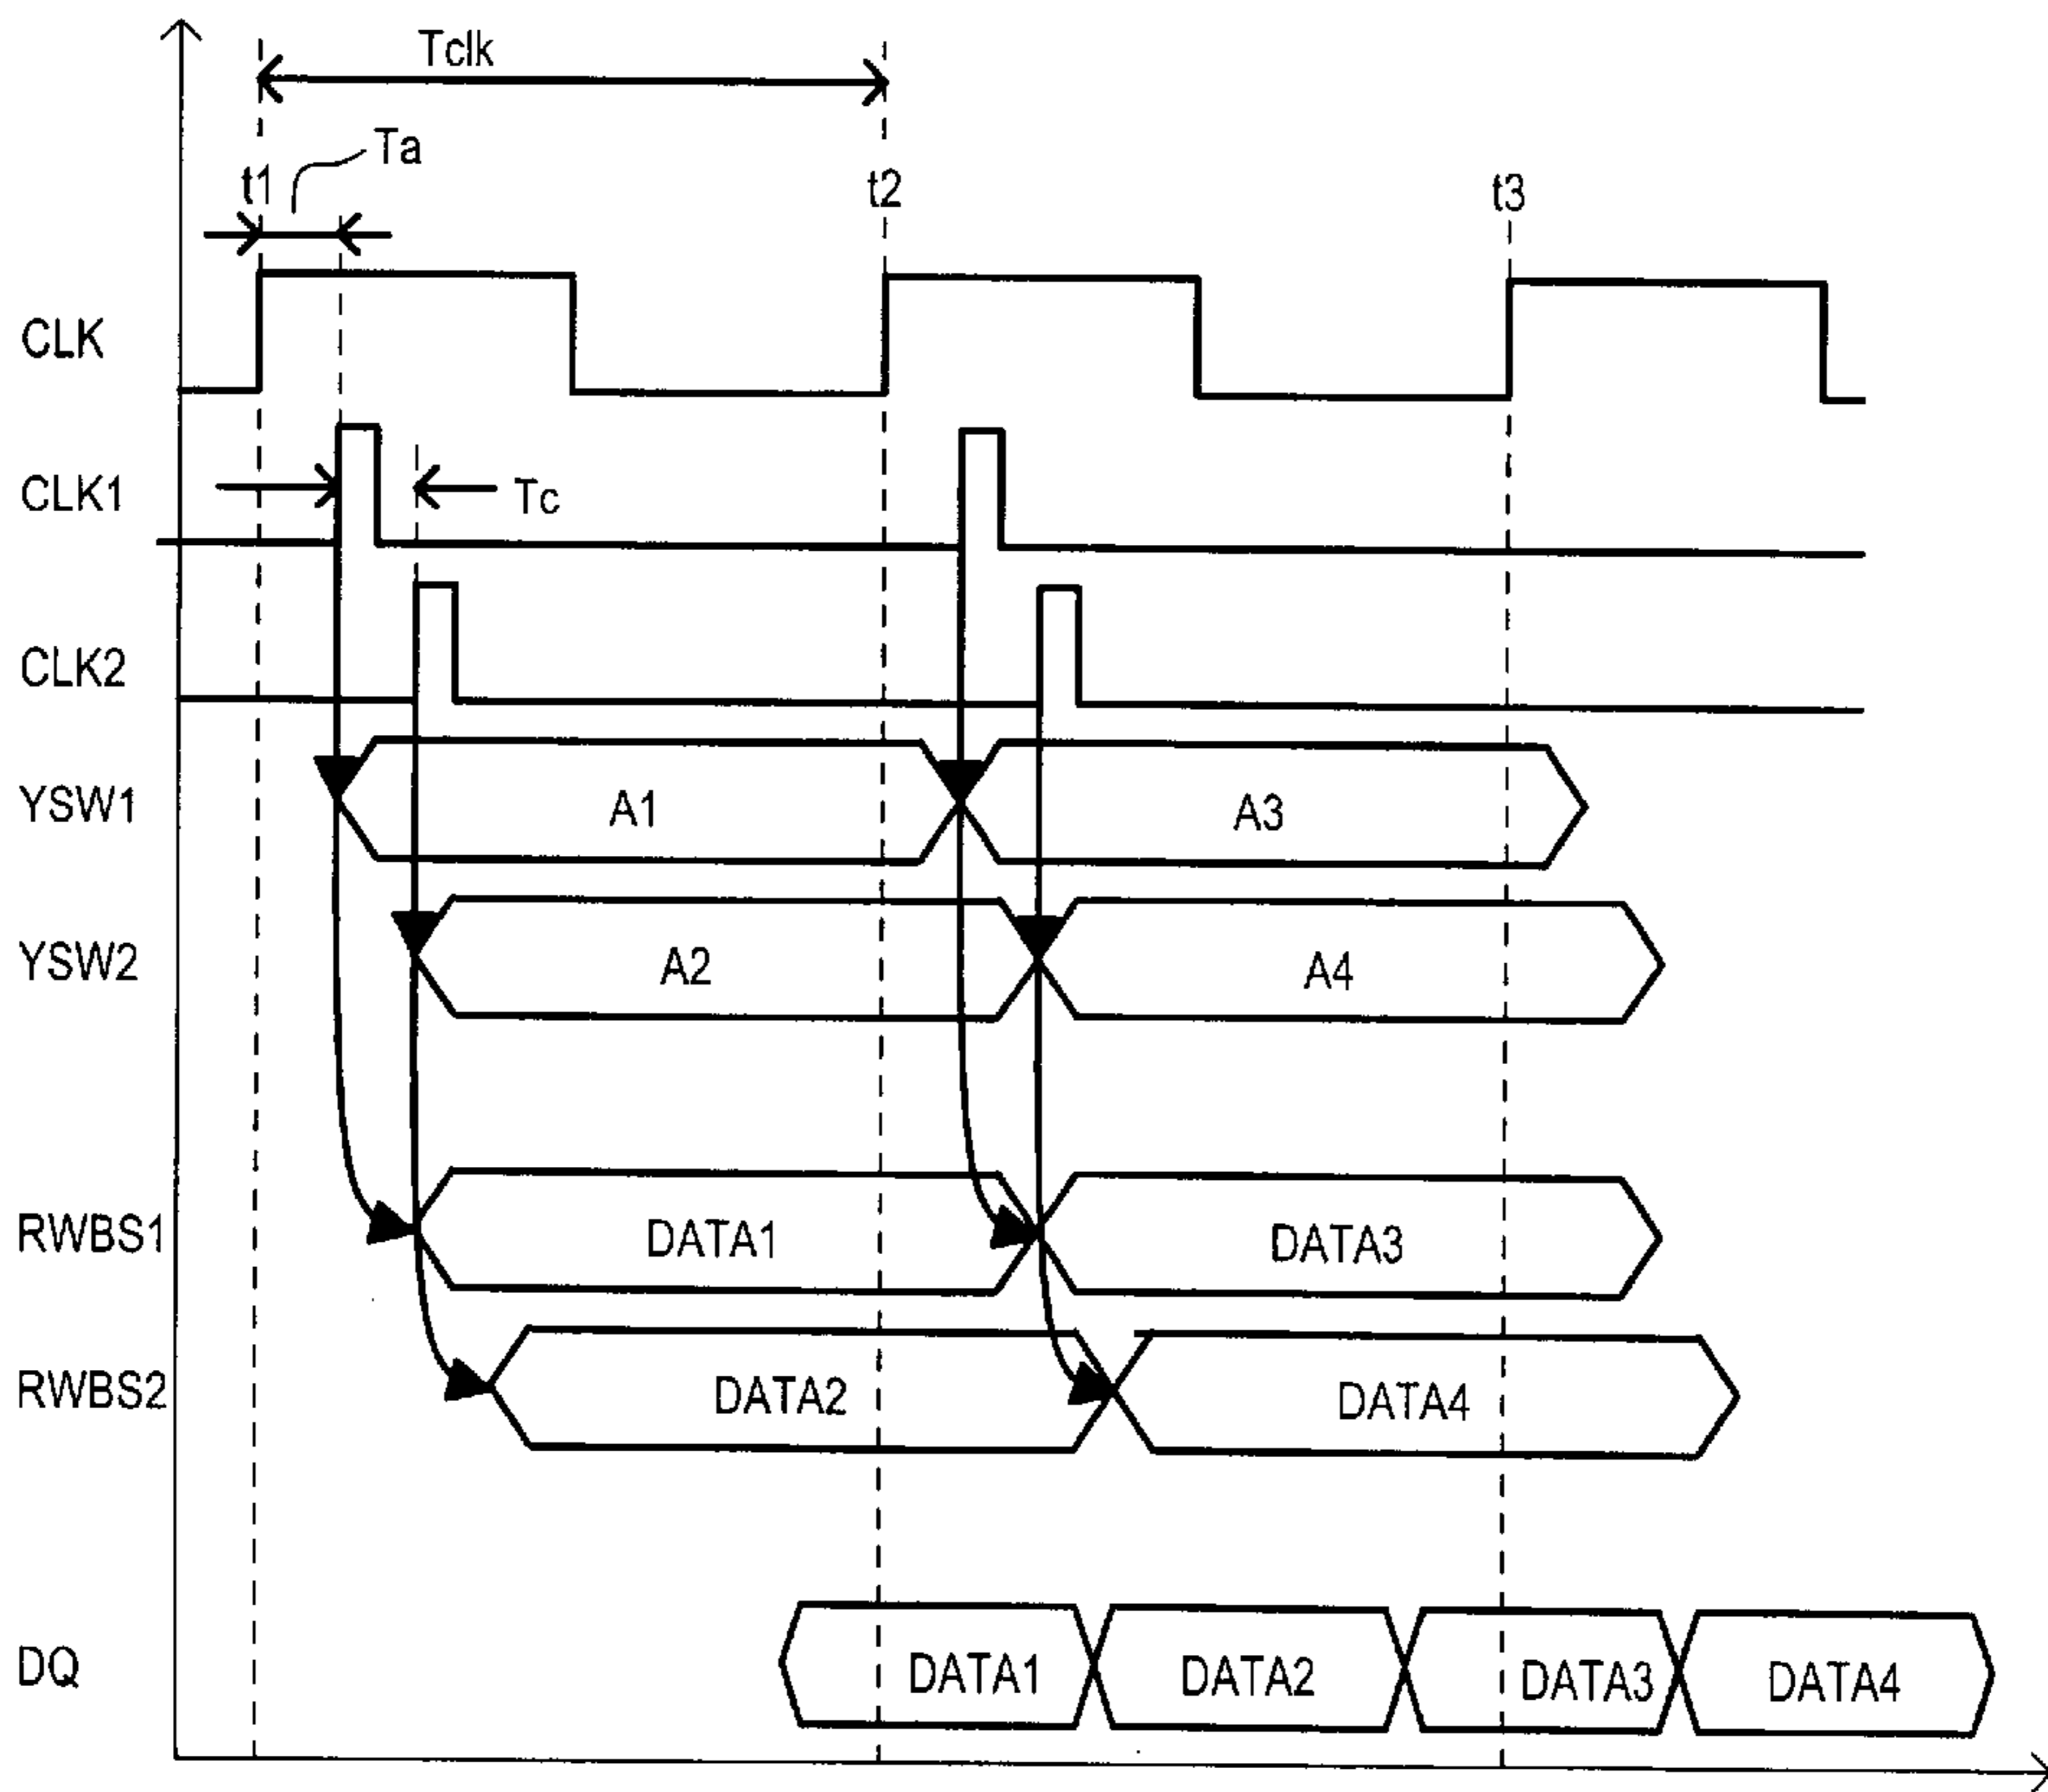 Tclk
Ta
t1
t2
t3
CLK
CLK1
Tc
CLK2
YSW1
A1
A3
YSW2
A2
A4
RWBS1
DATA1
DATA3
RWBS2
DATA2
DATA4
DQ
DATA1
DATA2
DATA3
DATA4